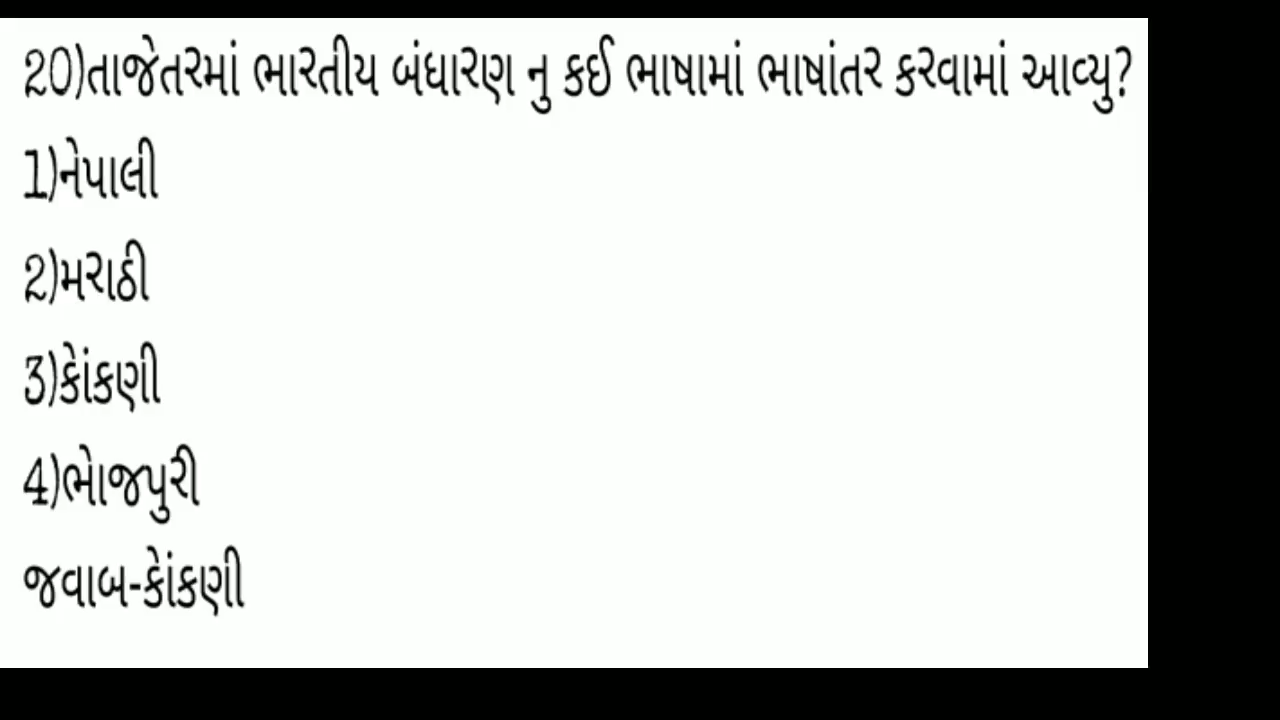 20)તાજેતરમાં ભારતીય બંધારણ નુ કઈ ભાષામાં ભાષાંતર કરવામાં આવ્યુ?
1)નેપાલી
2)મરાઠી
3)કોંકણી
4)ભોજપુરી
જવાબ-કોંકણી